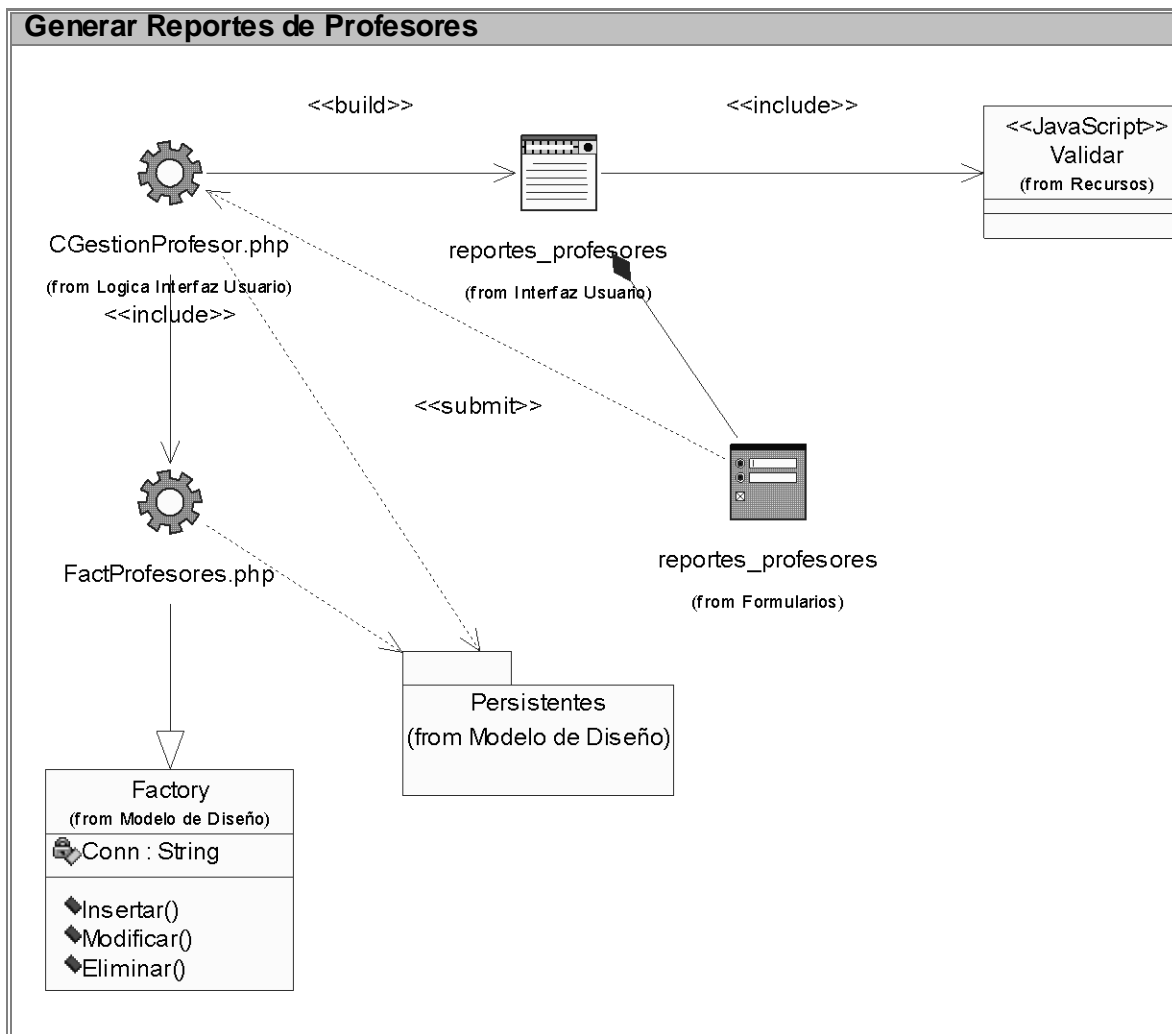 Generar Reportes de Profesores
<<build>>
<<include>>
<<JavaScript>>
Validar
(from Recursos)
CGestionProfesor.php
(from Logica Interfaz Usuario)
<<include>>
reportes_profesores
(from Interfaz Usuario)
<<submit>>
FactProfesores.php
reportes_profesores
(from Formularios)
Persistentes
(from Modelo de Diseño)
Factory
(from Modelo de Diseño)
Conn : String
Insertar()
Modificar()
Eliminar()